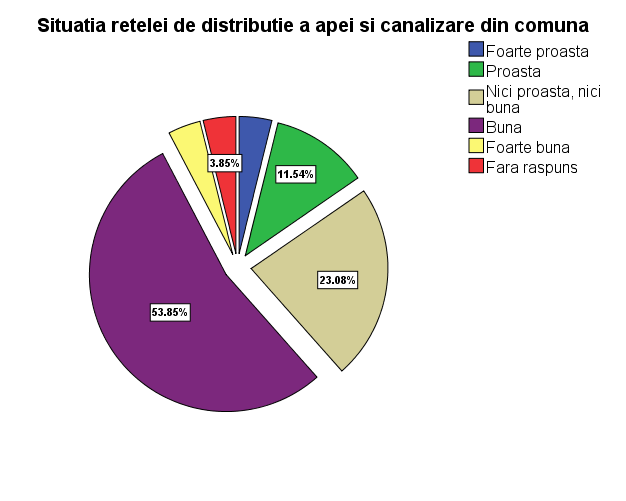 Situatia retelei de distributie a apei si canalizare din comuna
Foarte proasta
Proasta
Nici proasta, nici
buna
Buna
Foarte buna
Fara raspuns
3.85%
11.54%
23.08%
53.85%